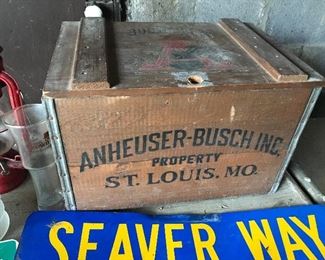 ANHEUSER-BUSCH INC.
PROPERTY
ST. LOUIS, MO.
SEAVER WAY